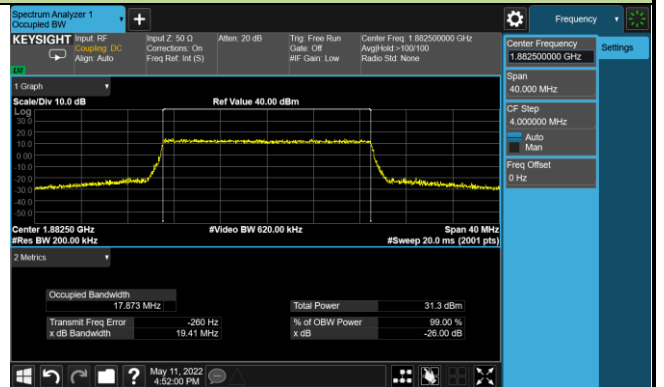 Spectrum Analyzer 1
Occupied BW
Frequency
KEYSIGHT
Input: RF
Coupling: DC
Align: Auto
Input Z: 50 Ω
Corrections: On
Freq Ref: Int (S)
Atten: 20 dB
Trig: Free Run
Gate: Off
#IF Gain: Low
Center Freq: 1.882500000 GHz
Avg|Hold:>100/100
Radio Std: None
Center Frequency
1.882500000 GHz
Settings
Span
40.000 MHz
CF Step
4.000000 MHz
Auto
Man
Freq Offset
0 Hz
1 Graph
Scale/Div 10.0 dB
Ref Value 40.00 dBm
Log
30.0
20.0
10.0
0.00
-10.0
-20.0
-30.0
-40.0
-50.0
Center 1.88250 GHz
#Video BW 620.00 kHz
Span 40 MHz
#Res BW 200.00 kHz
#Sweep 20.0 ms (2001 pts)
2 Metrics
Occupied Bandwidth
17.873 MHz
Total Power 31.3 dBm
Transmit Freq Error -260 Hz
% of OBW Power 99.00 %
x dB Bandwidth 19.41 MHz
x dB -26.00 dB
May 11, 2022
4:52:00 PM